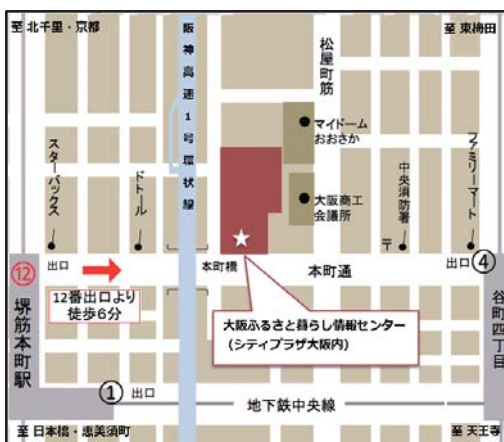 至 北千里・京都
至 東梅田
阪神高速1号環状線
松屋町筋
マイドーム
おおさか
スターバックス
ドトール
大阪商工
会議所
中央消防署
ファミリーマート
〒
⑫
出口
本町橋
本町通
出口
④
12番出口より
徒歩6分
堺筋本町駅
大阪ふるさと暮らし情報センター
(シティプラザ大阪内)
谷町四丁目
①
出口
地下鉄中央線
至 日本橋・恵美須町
至 天王寺